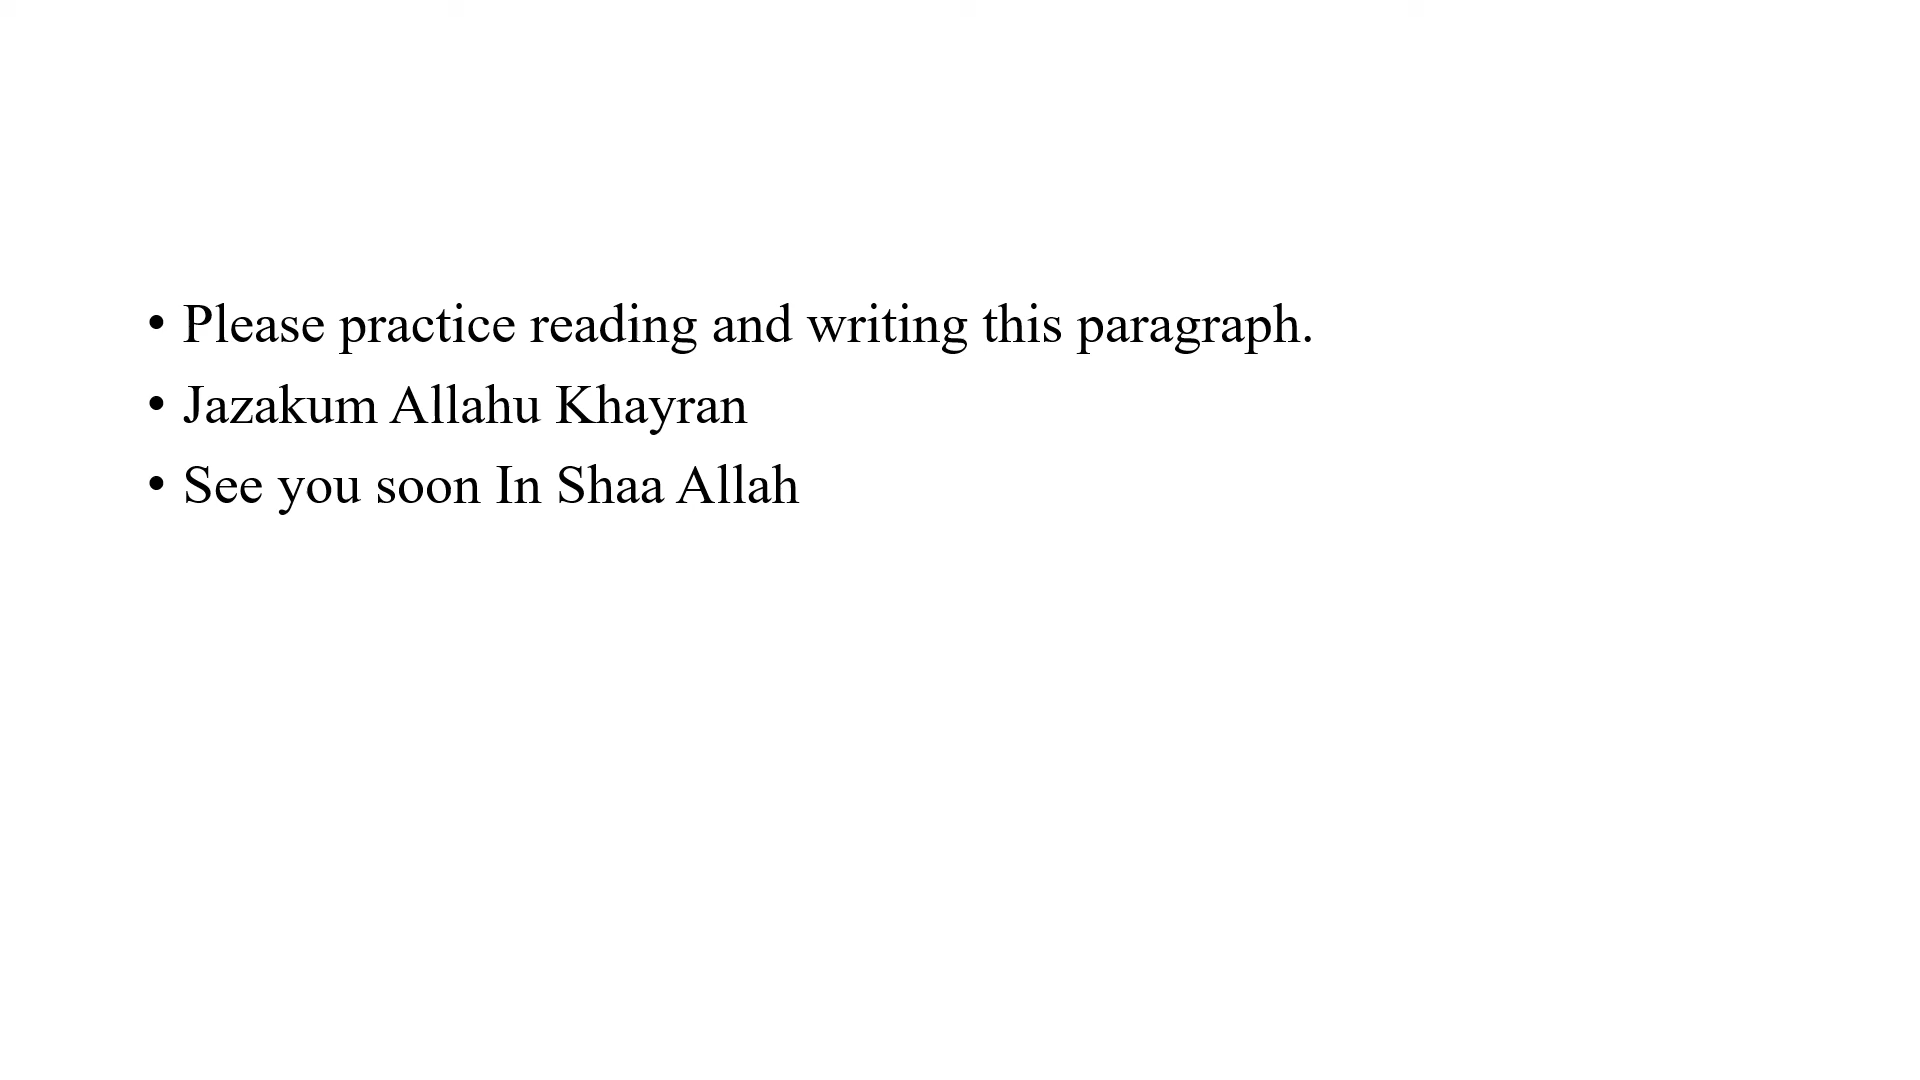 • Please practice reading and writing this paragraph.
• Jazakum Allahu Khayran
• See you soon In Shaa Allah